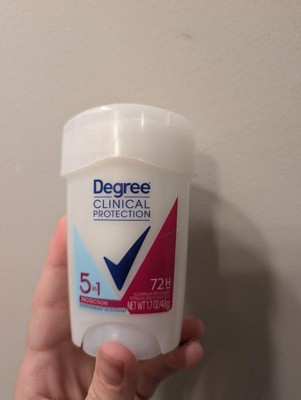 Degree
CLINICAL
PROTECTION
5in1
PROTECTION
72H
NET WT 1.7 OZ (48g)